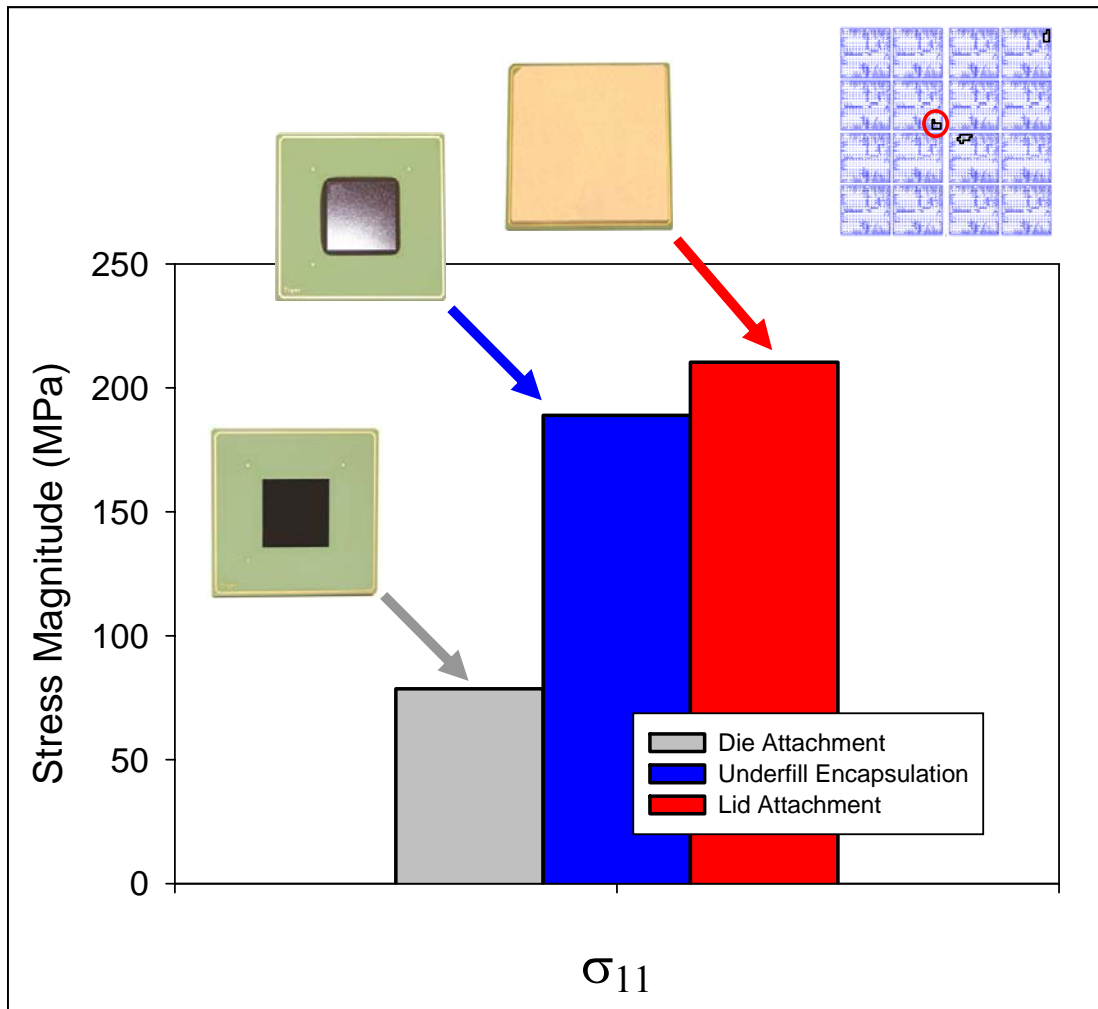 250
200
150
100
50
0
Stress Magnitude (MPa)
Die Attachment
Underfill Encapsulation
Lid Attachment
σ11